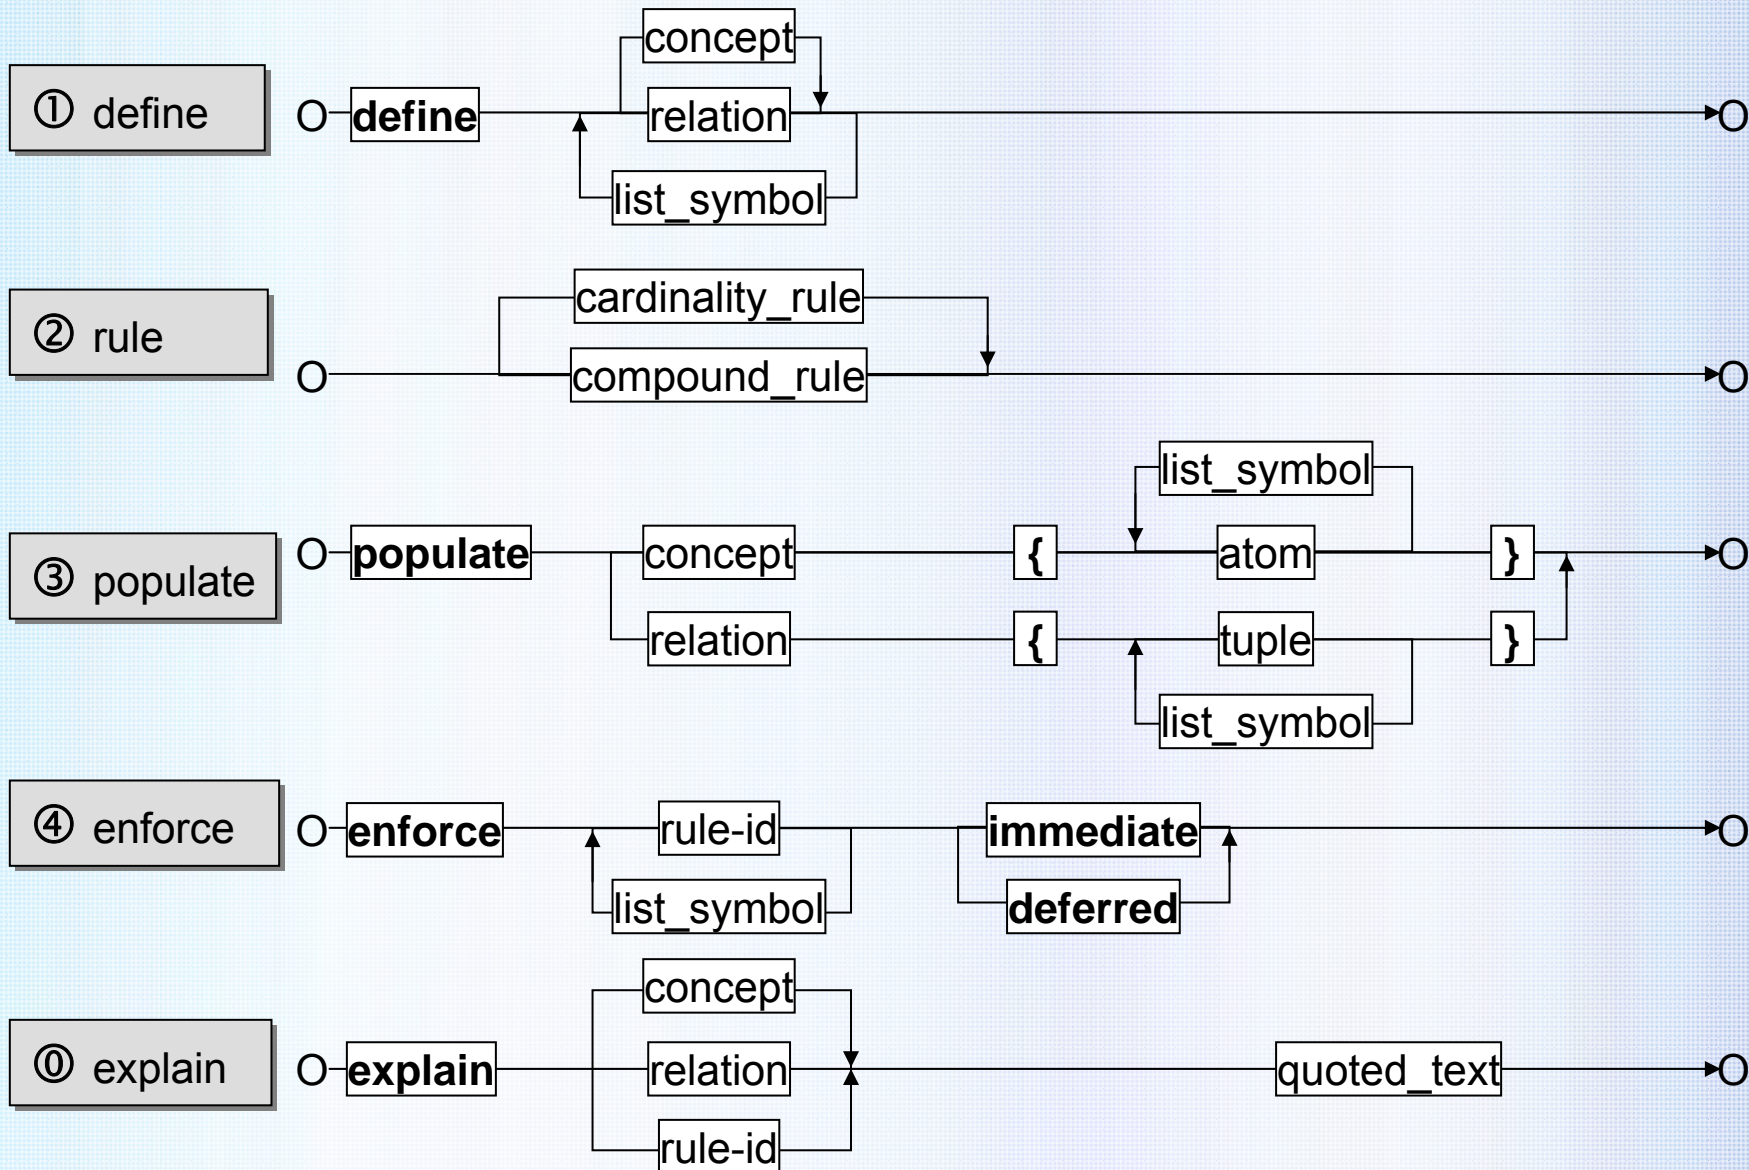 concept
① define
O define relation O
list_symbol
cardinality_rule
② rule
O compound_rule O
list_symbol
③ populate
O populate concept { atom } O
relation { tuple } 
list_symbol
④ enforce
O enforce rule-id immediate O
list_symbol deferred
concept
⓪ explain
O explain relation quoted_text O
rule-id